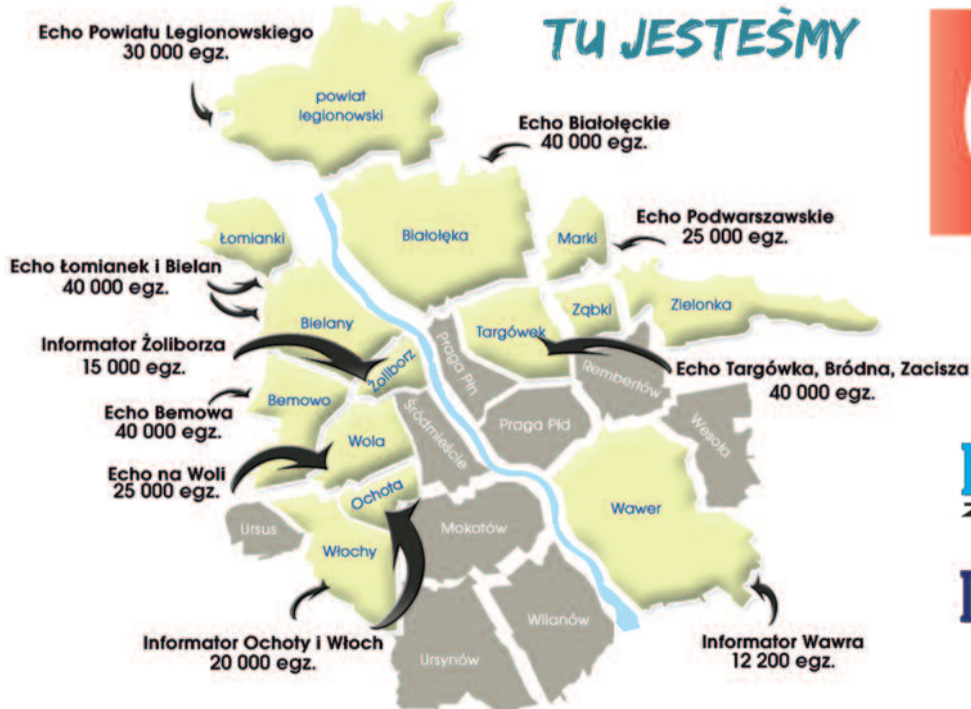 TU JESTEŚMY
Echo Powiatu Legionowskiego
30 000 egz.
powiat
legionowski
Echo Białołęckie
40 000 egz.
Łomianki
Białołęka
Marki
Echo Podwarszawskie
25 000 egz.
Echo Łomianek i Bielan
40 000 egz.
Bielany
Targówek
Ząbki
Zielonka
Informator Żoliborza
15 000 egz.
Żoliborz
Praga Płn
Rembertów
Echo Targówka, Bródna, Zacisza
40 000 egz.
Echo Bemowa
40 000 egz.
Bemowo
Śródmieście
Praga Płd
Wesoła
Wola
Echo na Woli
25 000 egz.
Ochota
Wawer
Ursus
Mokotów
Włochy
Informator Ochoty i Włoch
20 000 egz.
Ursynów
Wilanów
Informator Wawra
12 200 egz.